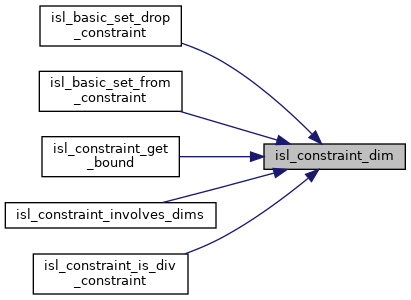 isl_basic_set_drop
_constraint
isl_basic_set_from
_constraint
isl_constraint_get
_bound
isl_constraint_dim
isl_constraint_involves_dims
isl_constraint_is_div
_constraint